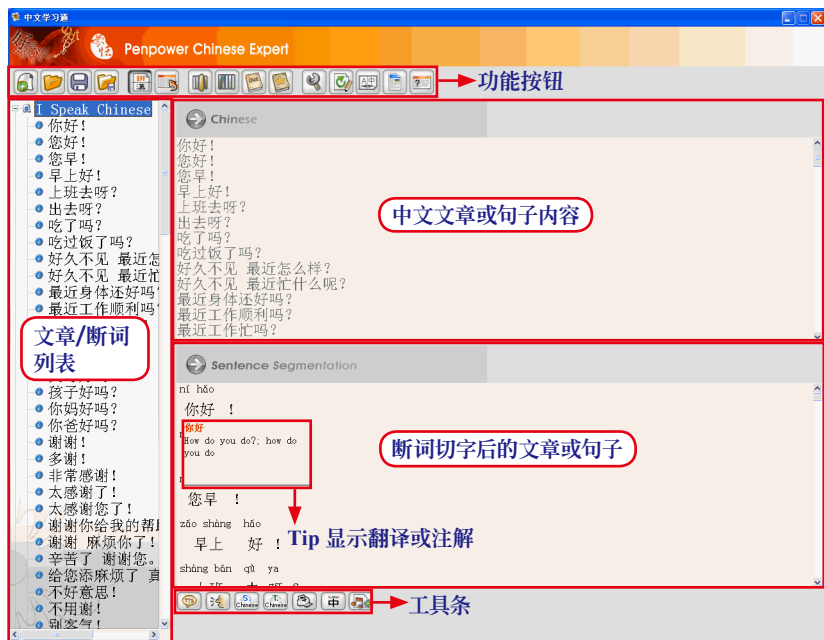 中文学习通
Penpower Chinese Expert
功能按钮
I Speak Chinese
你好!
您好!
您早!
早上好!
上班去呀?
出去呀?
吃了吗?
吃过饭了吗?
好久不见 最近怎
好久不见 最近忙
最近身体还好吗
最近工作顺利吗
文章/断词
列表
孩子好吗?
你妈好吗?
你爸好吗?
谢谢!
多谢!
非常感谢!
太感谢了!
太感谢您了!
谢谢你给我的帮
谢谢 麻烦你了!
辛苦了 谢谢您。
给您添麻烦了 真
不好意思!
不用谢!
别客气!
Chinese
你好!
您好!
您早!
早上好!
上班去呀?
出去呀?
吃了吗?
吃过饭了吗?
好久不见 最近怎么样?
好久不见 最近忙什么呢?
最近身体还好吗?
最近工作顺利吗?
最近工作忙吗?
中文文章或句子内容
Sentence Segmentation
ní hǎo
你好 !
你好
How do you do?; how do
you do
断词切字后的文章或句子
您早 !
Tip 显示翻译或注解
zǎo shàng hǎo
早上 好 !
shàng bān qù ya
工具条